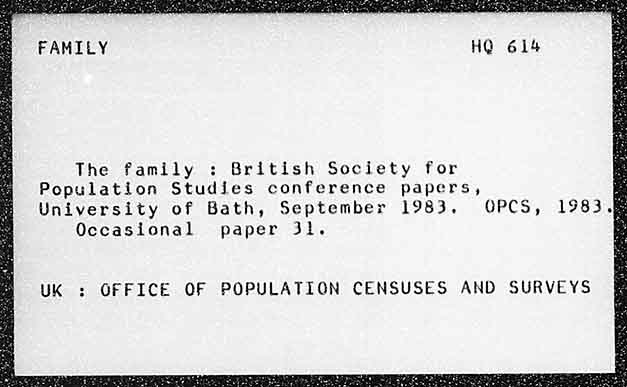 FAMILY HQ 614
The family : British Society for
Population Studies conference papers,
University of Bath, September 1983. OPCS, 1983.
Occasional paper 31.
UK : OFFICE OF POPULATION CENSUSES AND SURVEYS